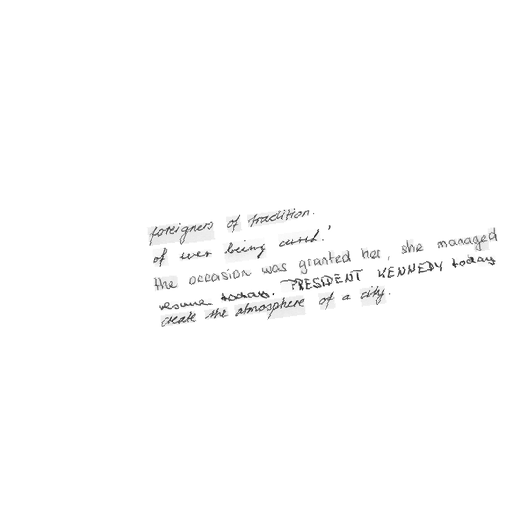 foreigners of tradition.
of ever being cured.'
the occasion was granted her, she managed
resume today. PRESIDENT KENNEDY today
create the atmosphere of a city.